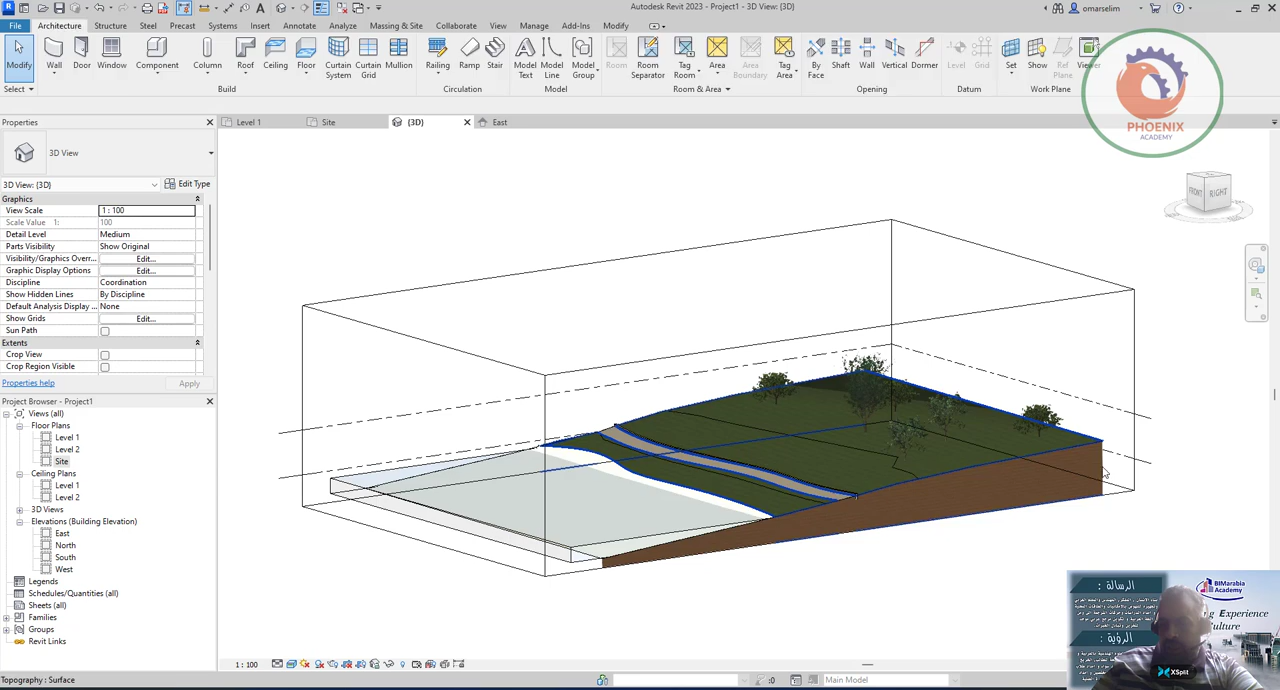 Autodesk Revit 2023 - Project1 - 3D View: {3D}
omarselim
File Architecture Structure Steel Precast Systems Insert Annotate Analyze Massing & Site Collaborate View Manage Add-Ins Modify
Modify Wall Door Window Component Column Roof Ceiling Floor Curtain System Curtain Grid Mullion Railing Ramp Stair Model Text Model Line Model Group Room Room Separator Tag Room Area Area Boundary Tag Area By Face Shaft Wall Vertical Dormer Level Grid Set Show Ref Plane Viewer
Select Build Circulation Model Room & Area Opening Datum Work Plane
PHOENIX
ACADEMY
Properties
Level 1 Site {3D} East
3D View
3D View: {3D} Edit Type
Graphics
View Scale 1 : 100
Scale Value 1: 100
Detail Level Medium
Parts Visibility Show Original
Visibility/Graphics Overr... Edit...
Graphic Display Options Edit...
Discipline Coordination
Show Hidden Lines By Discipline
Default Analysis Display ... None
Show Grids Edit...
Sun Path
Extents
Crop View
Crop Region Visible
Properties help Apply
FRONT RIGHT
Project Browser - Project1
Views (all)
Floor Plans
Level 1
Level 2
Site
Ceiling Plans
Level 1
Level 2
3D Views
Elevations (Building Elevation)
East
North
South
West
Legends
Schedules/Quantities (all)
Sheets (all)
Families
Groups
Revit Links
1 : 100
Topography : Surface
:0 Main Model
الرسالة :
الرؤية :
BIMarabia
Academy
Experience
XSplit